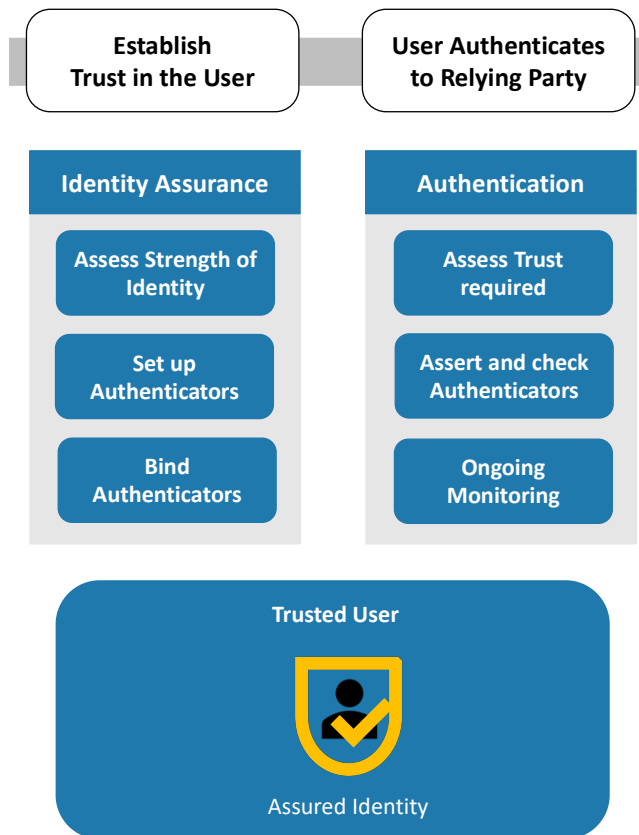 Establish
Trust in the User
User Authenticates
to Relying Party
Identity Assurance
Assess Strength of
Identity
Set up
Authenticators
Bind
Authenticators
Authentication
Assess Trust
required
Assert and check
Authenticators
Ongoing
Monitoring
Trusted User
Assured Identity